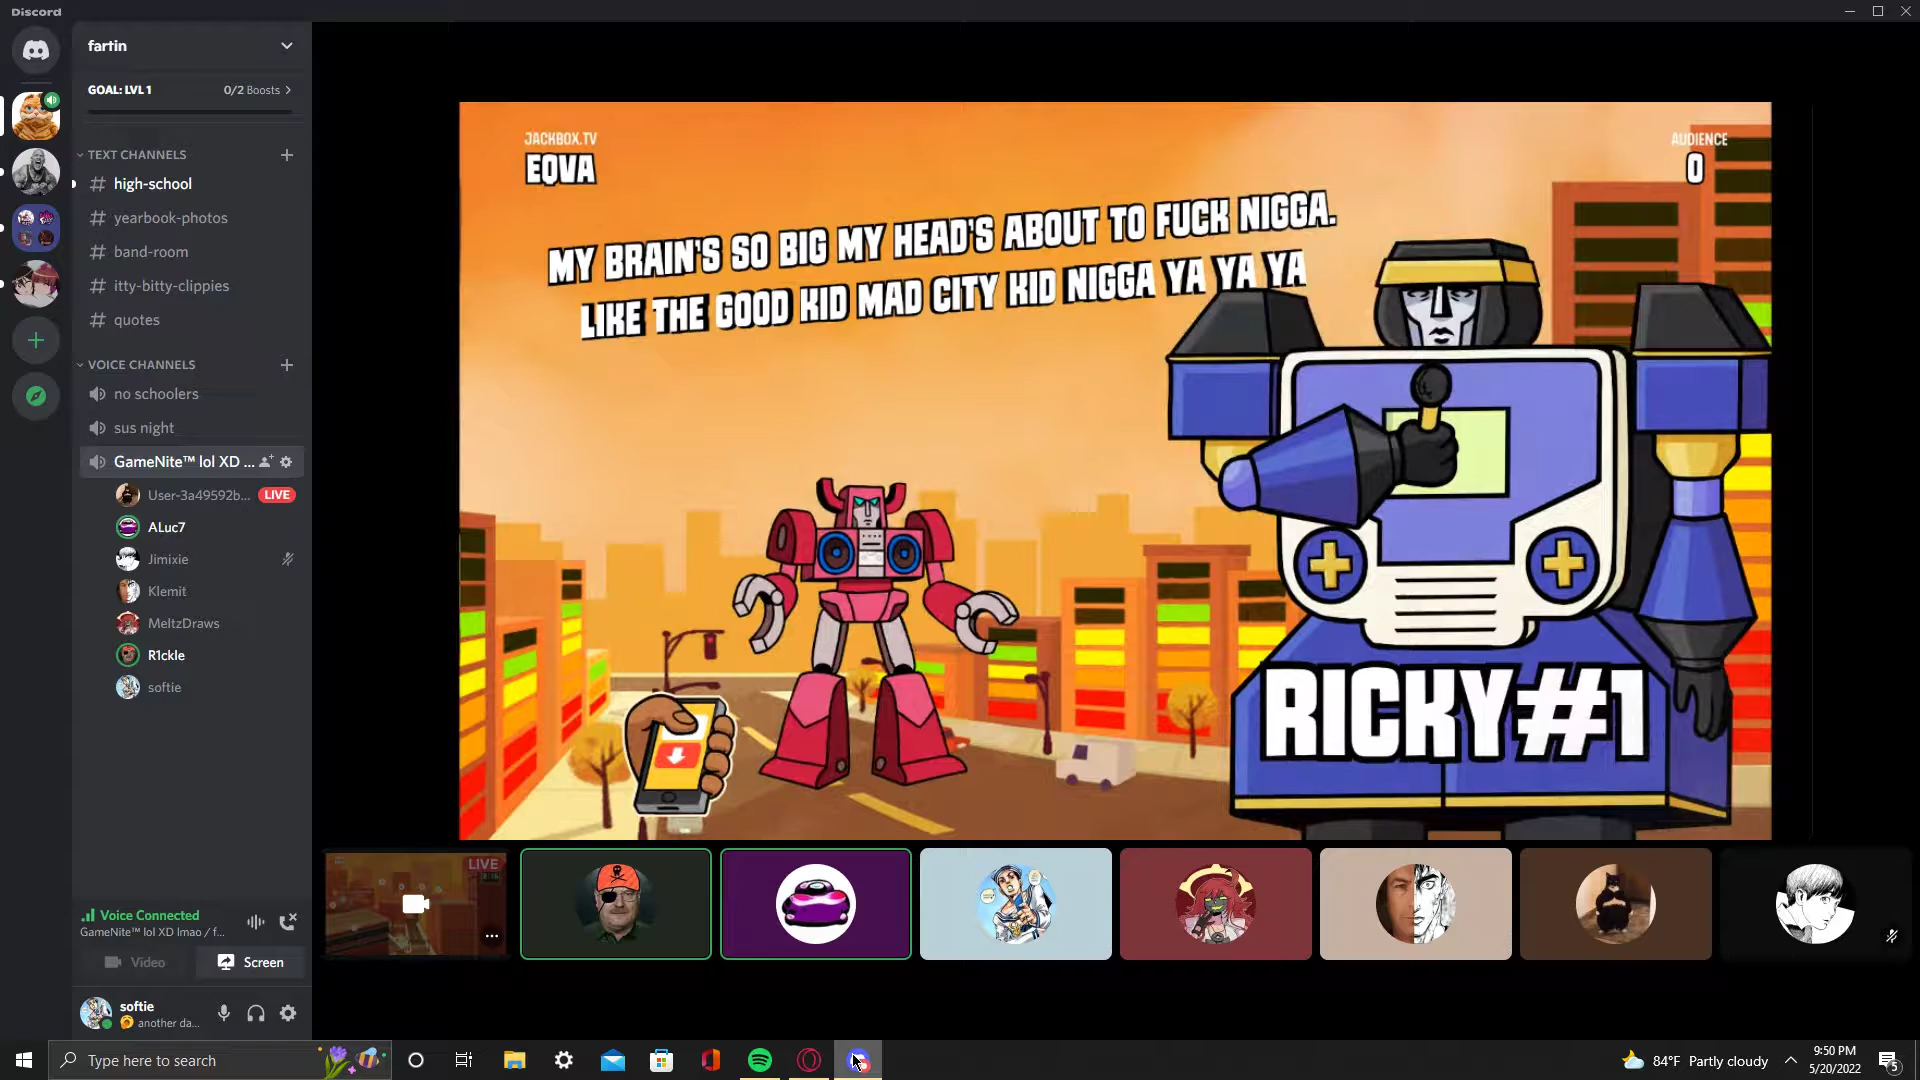 Discord
fartin
GOAL: LVL 1 0/2 Boosts
TEXT CHANNELS
high-school
yearbook-photos
band-room
itty-bitty-clippies
quotes
VOICE CHANNELS
no schoolers
sus night
GameNite™ lol XD ...
User-3a49592b... LIVE
ALuc7
Jimixie
Klemit
MeltzDraws
R1ckle
softie
Voice Connected
GameNite™ lol XD lmao / f...
Video Screen
softie
another da...
JACKBOX.TV
EQVA
AUDIENCE
0
MY BRAIN'S SO BIG MY HEAD'S ABOUT TO FUCK NIGGA.
LIKE THE GOOD KID MAD CITY KID NIGGA YA YA YA
RICKY#1
LIVE
Type here to search
84°F Partly cloudy
9:50 PM
5/20/2022
5